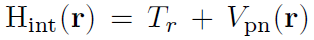 H_int(r) = T_r + V_pn(r)